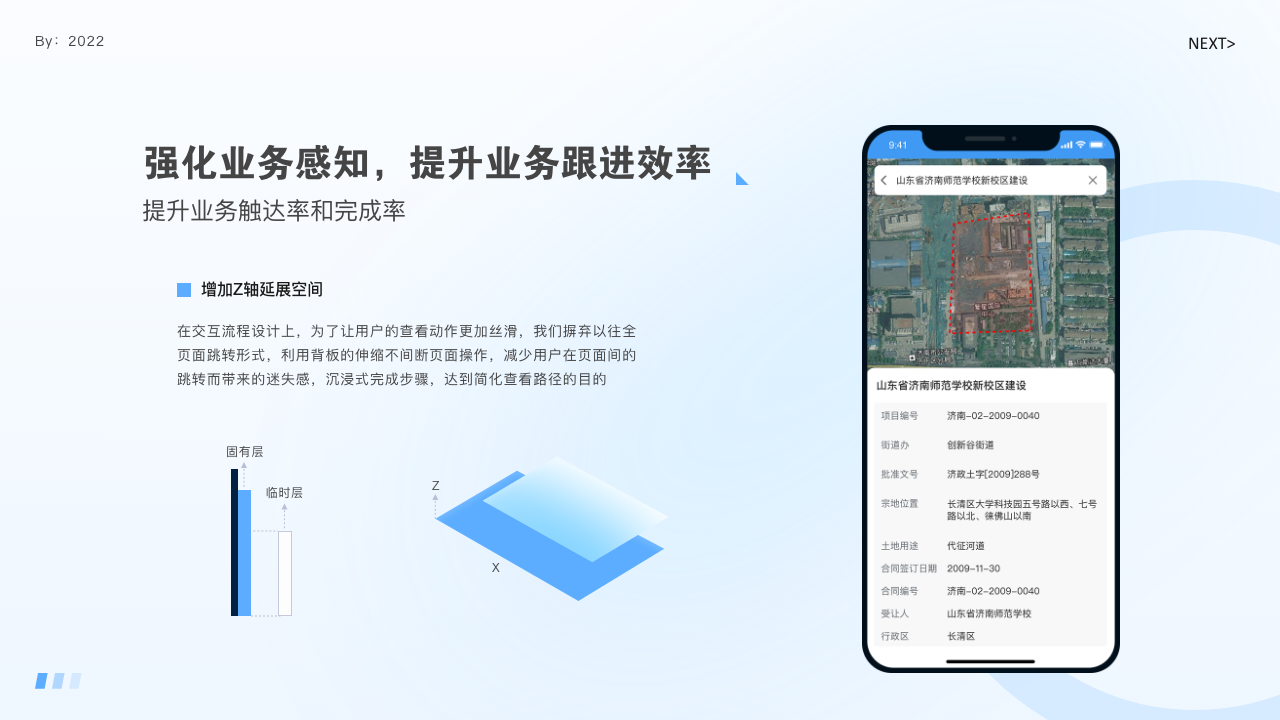 By：2022
NEXT>
强化业务感知，提升业务跟进效率
提升业务触达率和完成率
增加Z轴延展空间
在交互流程设计上，为了让用户的查看动作更加丝滑，我们摒弃以往全
页面跳转形式，利用背板的伸缩不间断页面操作，减少用户在页面间的
跳转而带来的迷失感，沉浸式完成步骤，达到简化查看路径的目的
固有层
临时层
Z
X
9:41
山东省济南师范学校新校区建设
山东省济南师范学校新校区建设
项目编号 济南-02-2009-0040
街道办 创新谷街道
批准文号 济政土字[2009]288号
宗地位置 长清区大学科技园五号路以西、七号
路以北、徕佛山以南
土地用途 代征河道
合同签订日期 2009-11-30
合同编号 济南-02-2009-0040
受让人 山东省济南师范学校
行政区 长清区